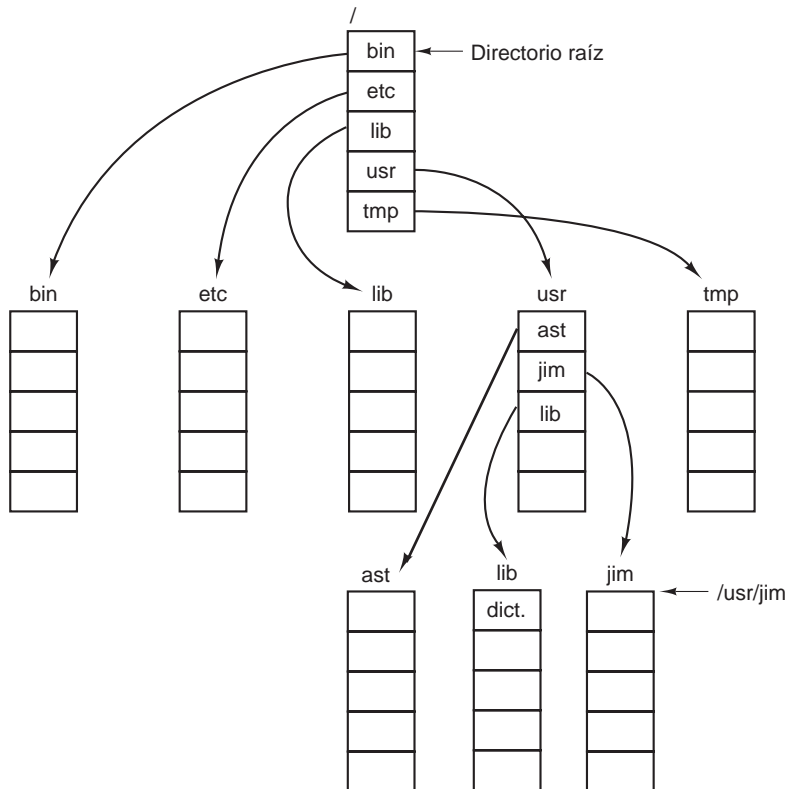 /
bin
Directorio raíz
etc
lib
usr
tmp
bin
etc
lib
usr
tmp
ast
jim
lib
ast
lib
jim
/usr/jim
dict.